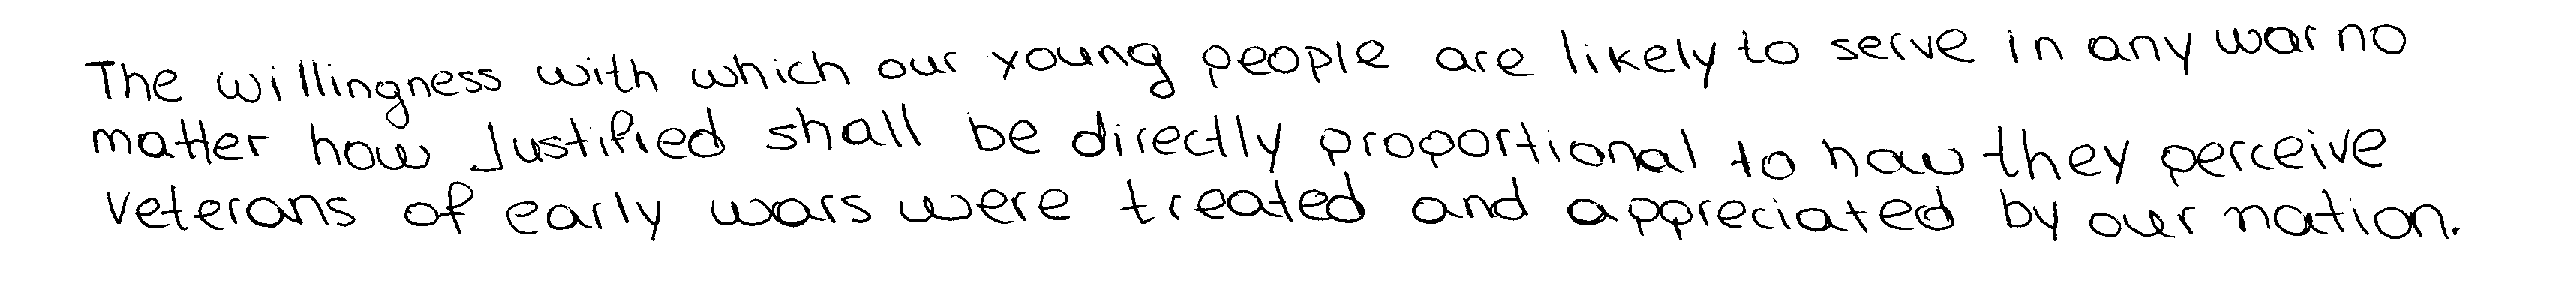 The willingness with which our young people are likely to serve in any war no
matter how Justified shall be directly proportional to how they perceive
veterans of early wars were treated and appreciated by our nation.